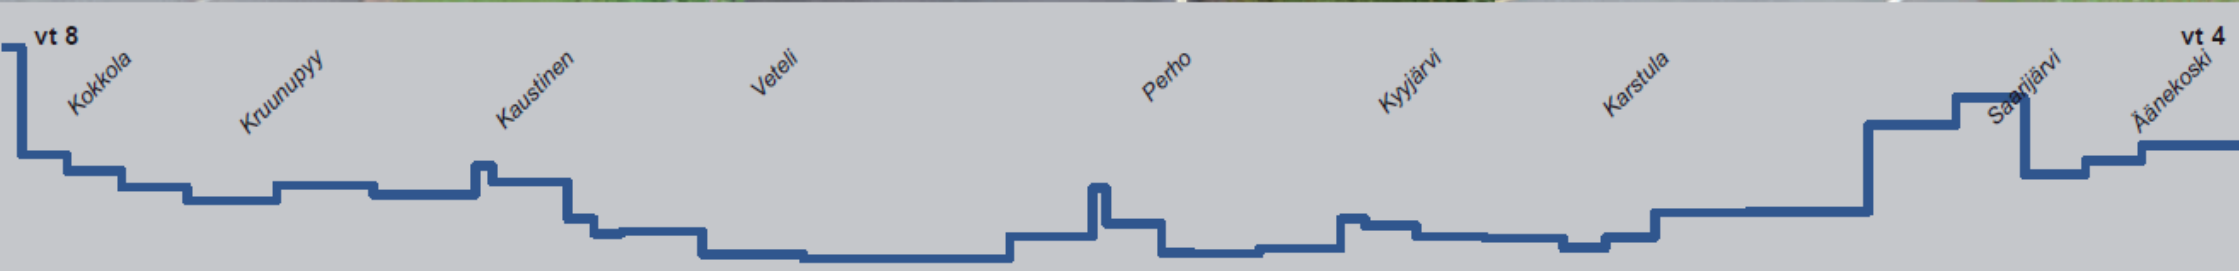 vt 8
Kokkola
Kruunupyy
Kaustinen
Veteli
Perho
Kyyjärvi
Karstula
Saarijärvi
Äänekoski
vt 4